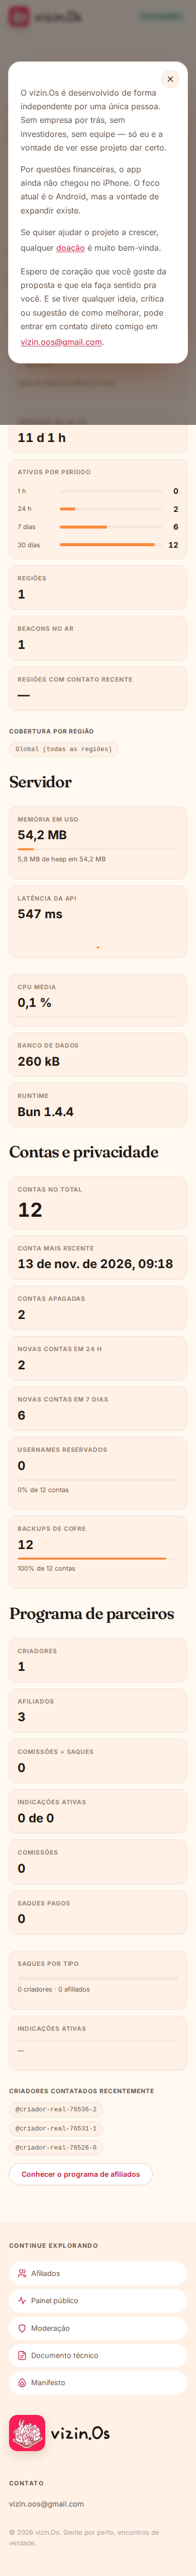 vizin.Os
O vizin.Os é desenvolvido de forma
independente por uma única pessoa.
Sem empresa por trás, sem
investidores, sem equipe — só eu e a
vontade de ver esse projeto dar certo.
Por questões financeiras, o app
ainda não chegou no iPhone. O foco
atual é o Android, mas a vontade de
expandir existe.
Se quiser ajudar o projeto a crescer,
qualquer doação é muito bem-vinda.
Espero de coração que você goste da
proposta e que ela faça sentido pra
você. E se tiver qualquer ideia, crítica
ou sugestão de como melhorar, pode
entrar em contato direto comigo em
vizin.oos@gmail.com.
11 d 1 h
ATIVOS POR PERÍODO
1 h 0
24 h 2
7 dias 6
30 dias 12
REGIÕES
1
BEACONS NO AR
1
REGIÕES COM CONTATO RECENTE
—
COBERTURA POR REGIÃO
Global (todas as regiões)
Servidor
MEMÓRIA EM USO
54,2 MB
5,8 MB de heap em 54,2 MB
LATÊNCIA DA API
547 ms
CPU MÉDIA
0,1 %
BANCO DE DADOS
260 kB
RUNTIME
Bun 1.4.4
Contas e privacidade
CONTAS NO TOTAL
12
CONTA MAIS RECENTE
13 de nov. de 2026, 09:18
CONTAS APAGADAS
2
NOVAS CONTAS EM 24 H
2
NOVAS CONTAS EM 7 DIAS
6
USERNAMES RESERVADOS
0
0% de 12 contas
BACKUPS DE COFRE
12
100% de 12 contas
Programa de parceiros
CRIADORES
1
AFILIADOS
3
COMISSÕES + SAQUES
0
INDICAÇÕES ATIVAS
0 de 0
COMISSÕES
0
SAQUES PAGOS
0
SAQUES POR TIPO
0 criadores · 0 afiliados
INDICAÇÕES ATIVAS
—
CRIADORES CONTATADOS RECENTEMENTE
@criador-real-76536-2
@criador-real-76531-1
@criador-real-76526-0
Conhecer o programa de afiliados
CONTINUE EXPLORANDO
Afiliados
Painel público
Moderação
Documento técnico
Manifesto
vizin.Os
CONTATO
vizin.oos@gmail.com
© 2026 vizin.Os. Gente por perto, encontros de
verdade.